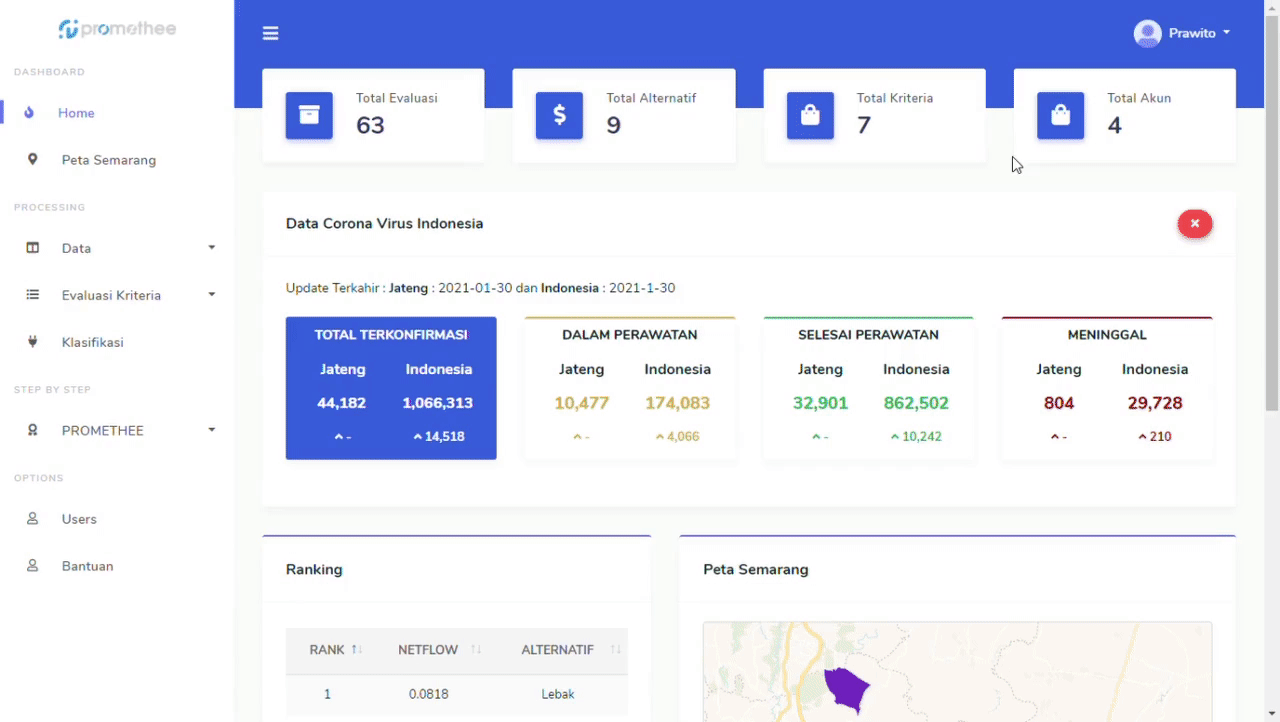 promethee
Prawito
DASHBOARD
Home
Peta Semarang
PROCESSING
Data
Evaluasi Kriteria
Klasifikasi
STEP BY STEP
PROMETHEE
OPTIONS
Users
Bantuan
Total Evaluasi
63
Total Alternatif
9
Total Kriteria
7
Total Akun
4
Data Corona Virus Indonesia
Update Terkahir : Jateng : 2021-01-30 dan Indonesia : 2021-1-30
TOTAL TERKONFIRMASI
Jateng Indonesia
44,182 1,066,313
- 14,518
DALAM PERAWATAN
Jateng Indonesia
10,477 174,083
- 4,066
SELESAI PERAWATAN
Jateng Indonesia
32,901 862,502
- 10,242
MENINGGAL
Jateng Indonesia
804 29,728
- 210
Ranking
RANK NETFLOW ALTERNATIF
1 0.0818 Lebak
Peta Semarang